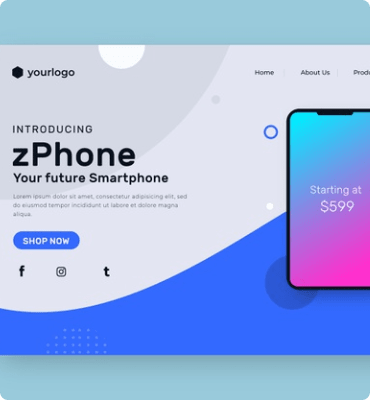 yourlogo
Home
About Us
Produ
INTRODUCING
zPhone
Your future Smartphone
Lorem ipsum dolor sit amet, consectetur adipisicing elit, sed
do eiusmod tempor incididunt ut labore et dolore magna
aliqua.
SHOP NOW
f
t
Starting at
$599